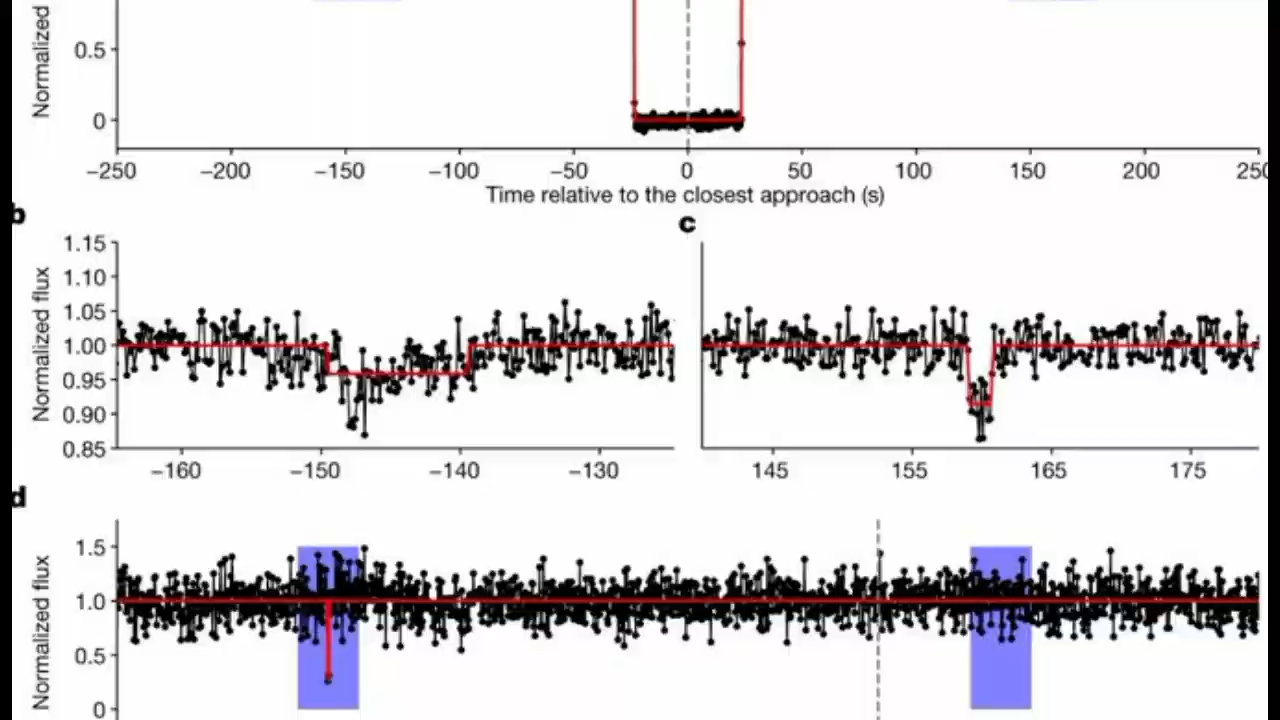 Normalized
0.5
0
−250 −200 −150 −100 −50 0 50 100 150 200 250
Time relative to the closest approach (s)
b
c
Normalized flux
1.15
1.10
1.05
1.00
0.95
0.90
0.85
−160 −150 −140 −130
145 155 165 175
d
Normalized flux
1.5
1.0
0.5
0